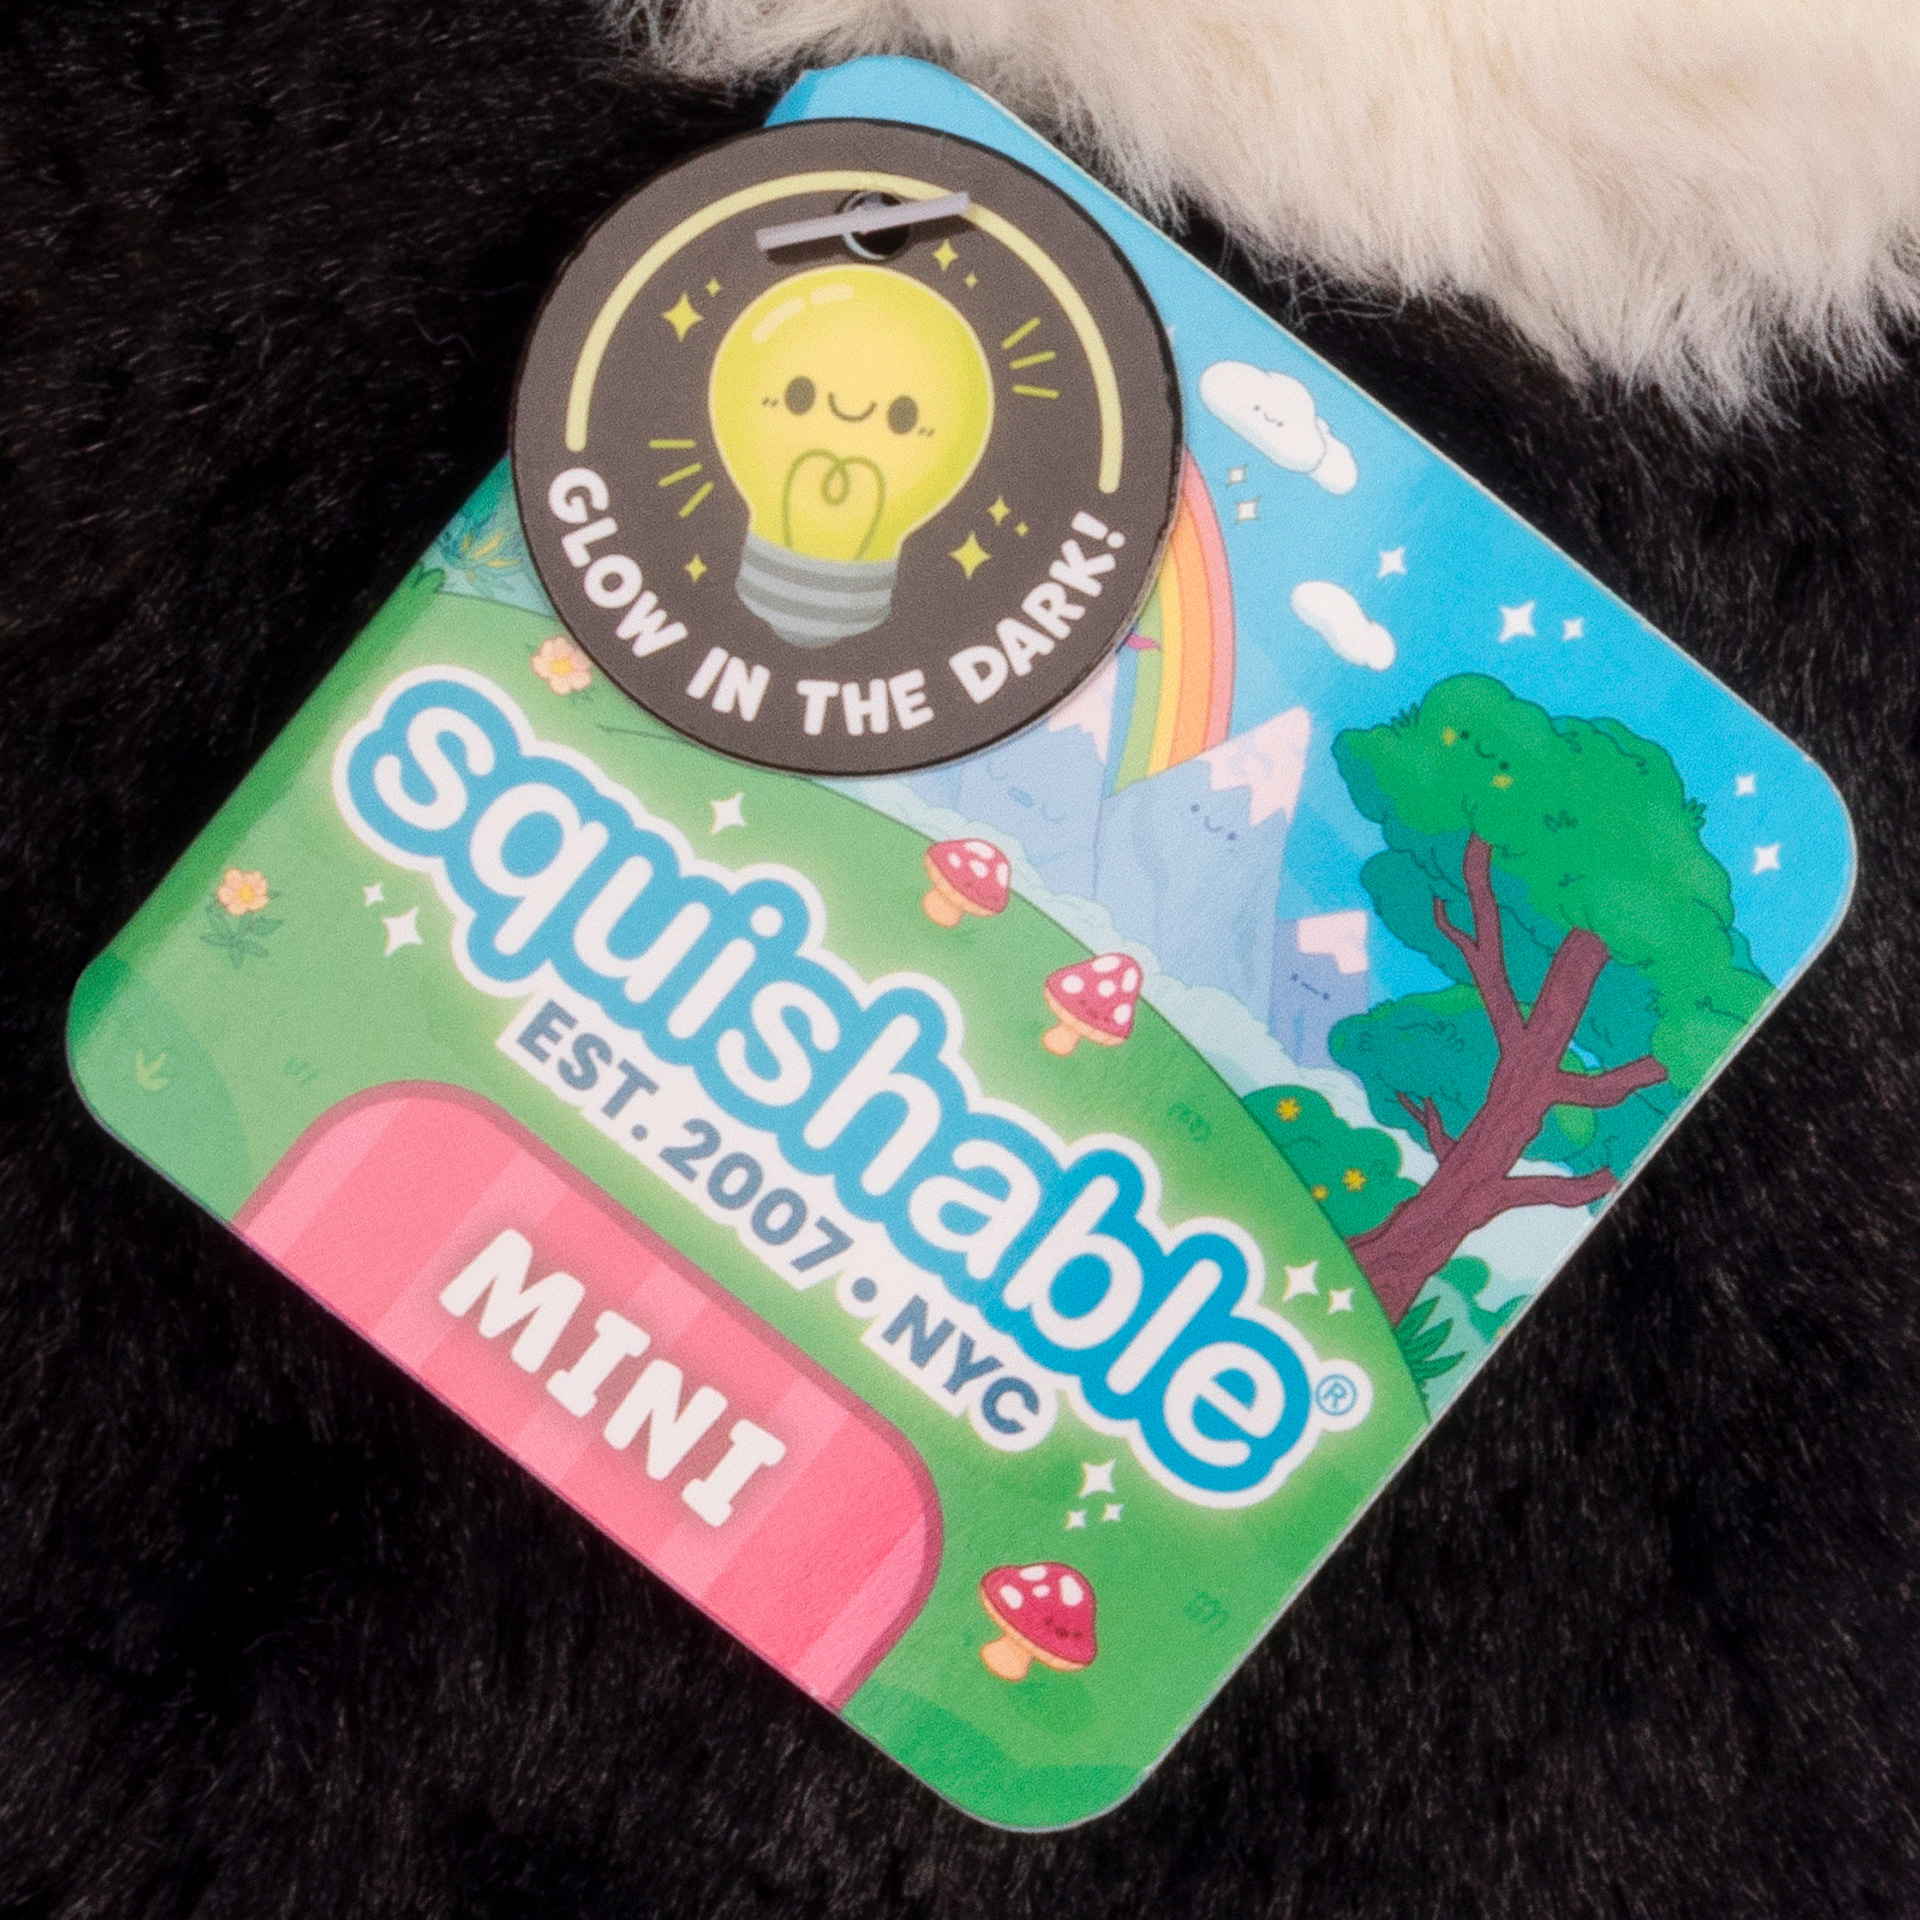 GLOW IN THE DARK!
squishable®
EST. 2007 • NYC
MINI